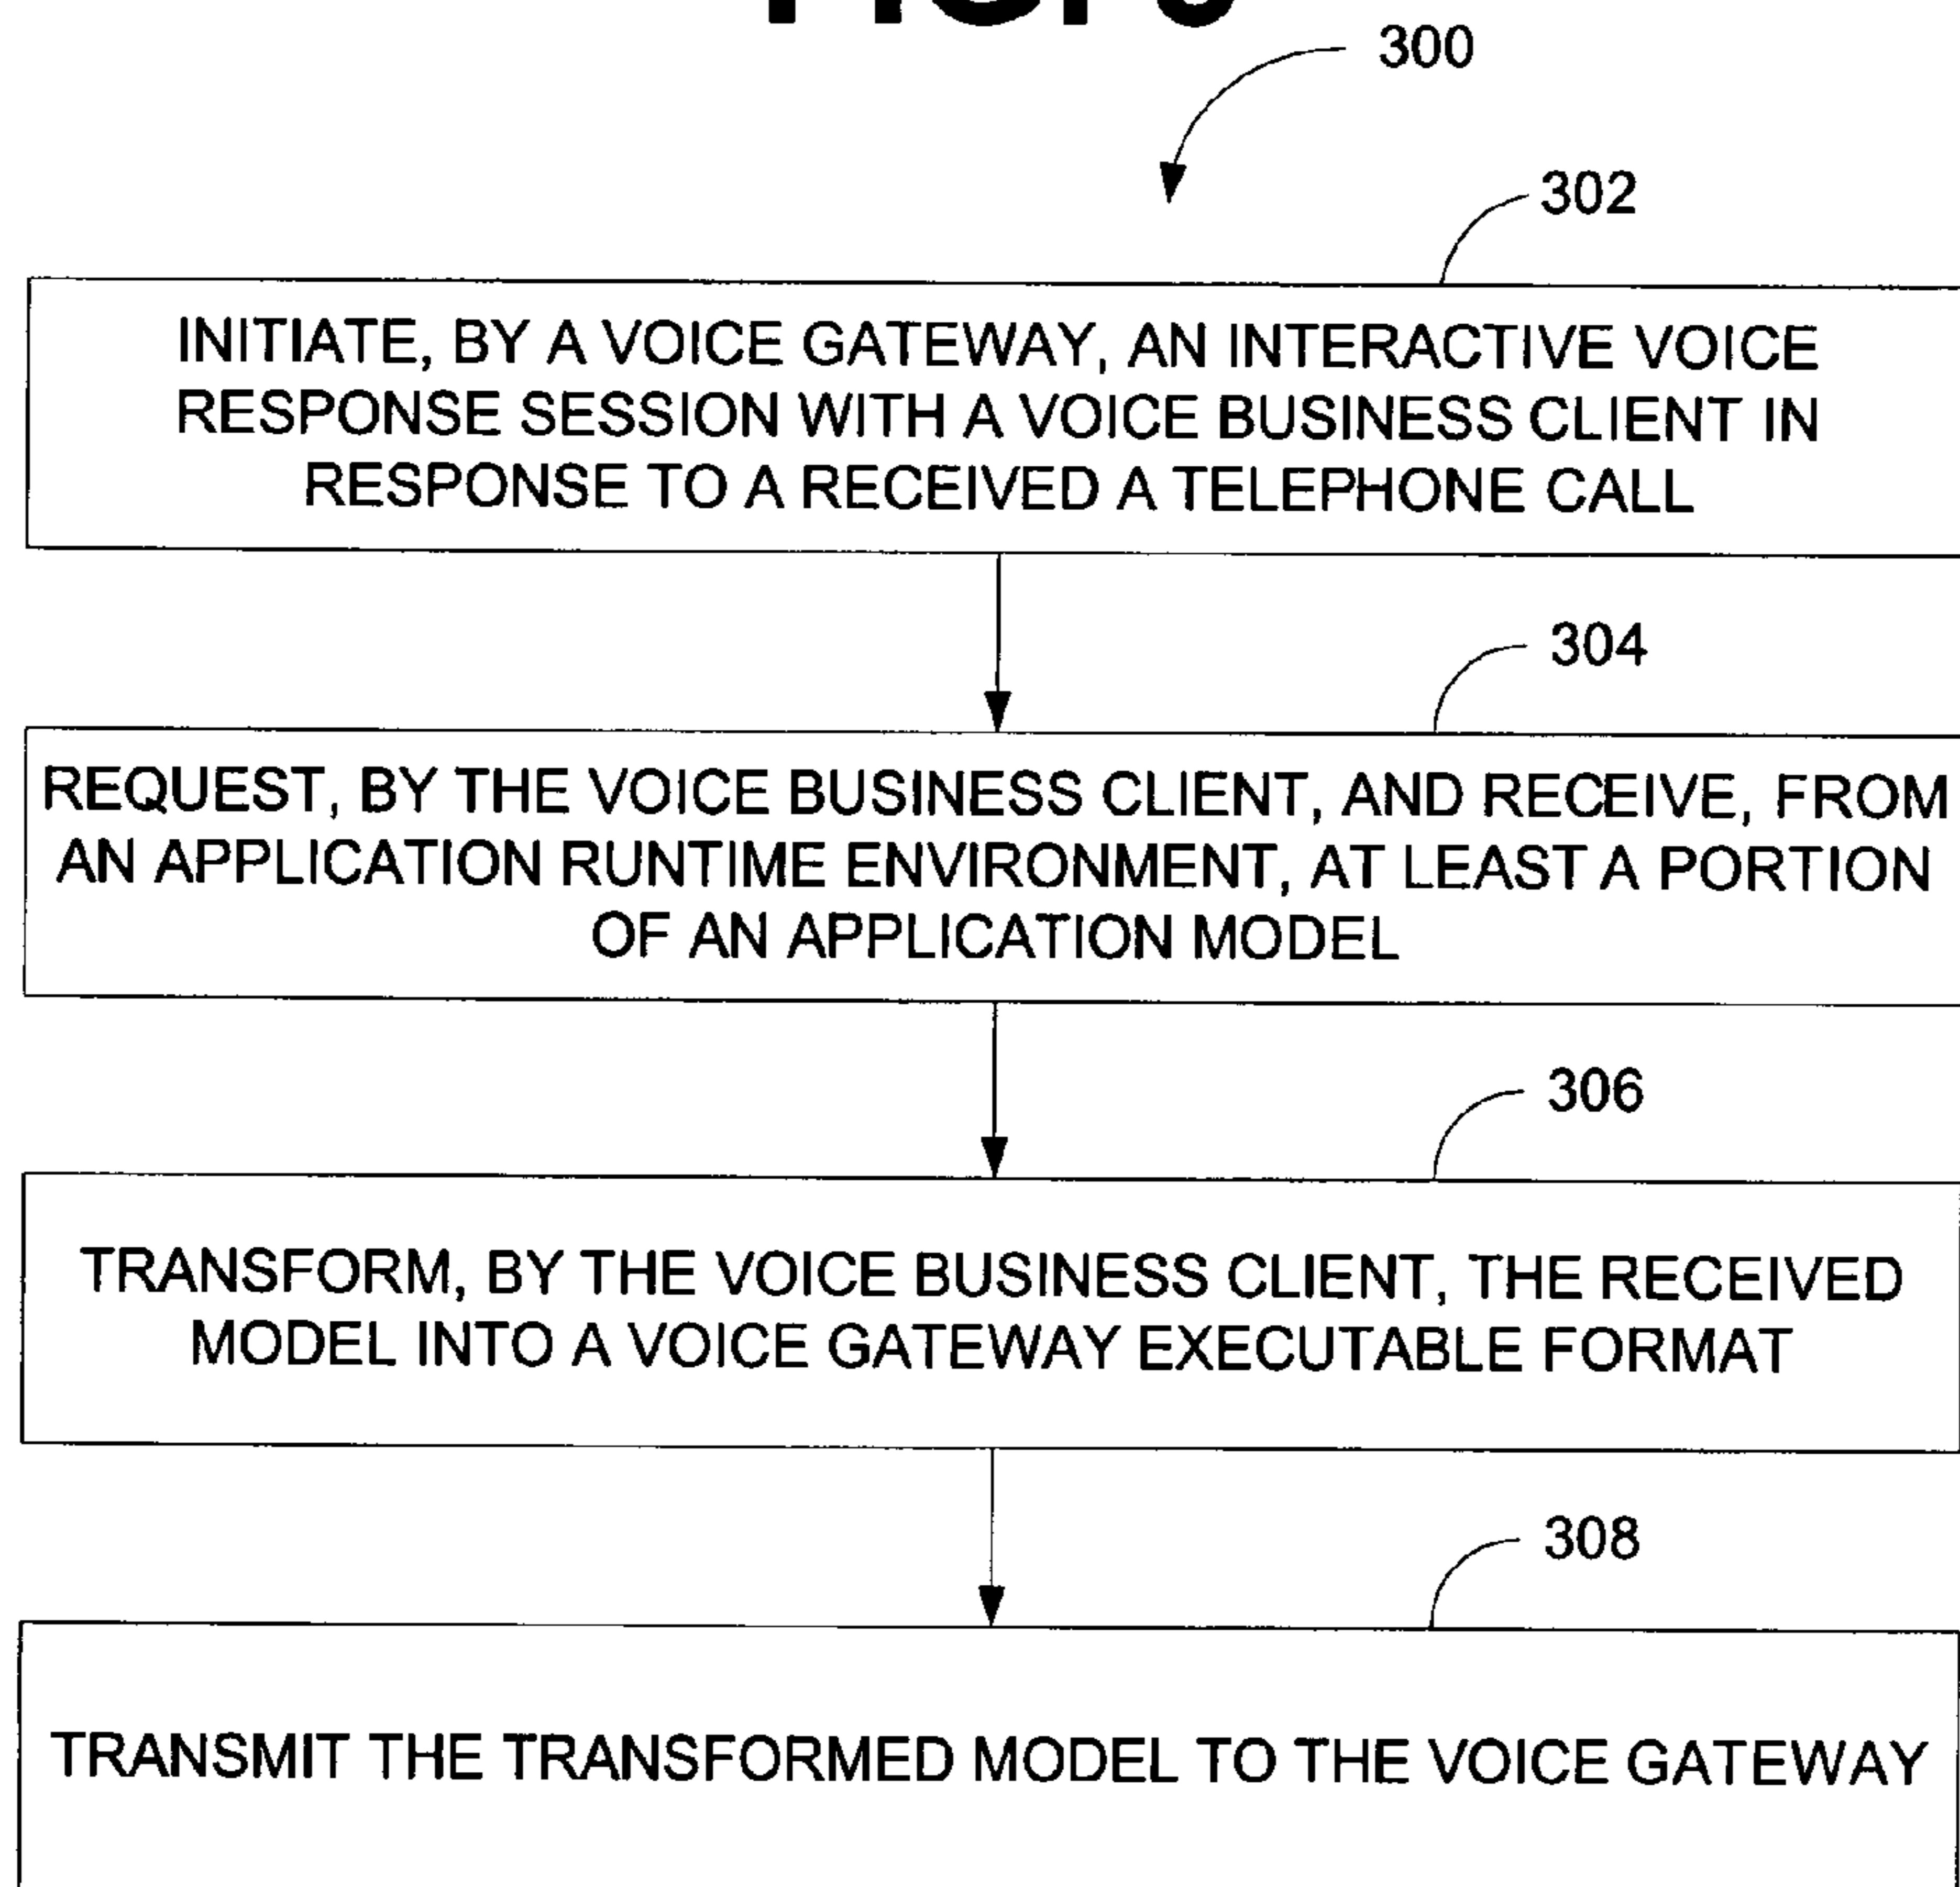 300
302
INITIATE, BY A VOICE GATEWAY, AN INTERACTIVE VOICE
RESPONSE SESSION WITH A VOICE BUSINESS CLIENT IN
RESPONSE TO A RECEIVED A TELEPHONE CALL
304
REQUEST, BY THE VOICE BUSINESS CLIENT, AND RECEIVE, FROM
AN APPLICATION RUNTIME ENVIRONMENT, AT LEAST A PORTION
OF AN APPLICATION MODEL
306
TRANSFORM, BY THE VOICE BUSINESS CLIENT, THE RECEIVED
MODEL INTO A VOICE GATEWAY EXECUTABLE FORMAT
308
TRANSMIT THE TRANSFORMED MODEL TO THE VOICE GATEWAY